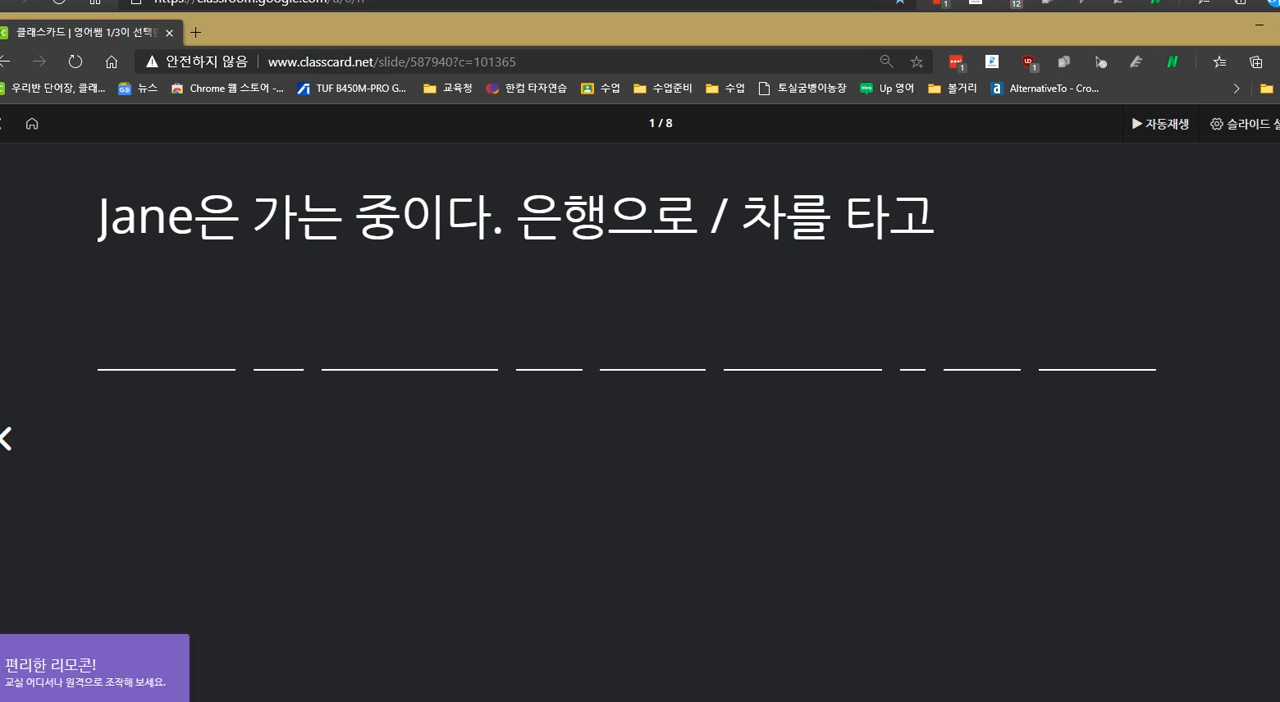 클래스카드 | 영어쌤 1/3이 선택
안전하지 않음 www.classcard.net/slide/587940?c=101365
우리반 단어장, 클래... 뉴스 Chrome 웹 스토어 -... TUF B450M-PRO G... 교육청 한컴 타자연습 수업 수업준비 수업 토실굼뱅이농장 Up 영어 볼거리 AlternativeTo - Cro...
1 / 8 자동재생 슬라이드
Jane은 가는 중이다. 은행으로 / 차를 타고
편리한 리모콘!
교실 어디서나 원격으로 조작해 보세요.